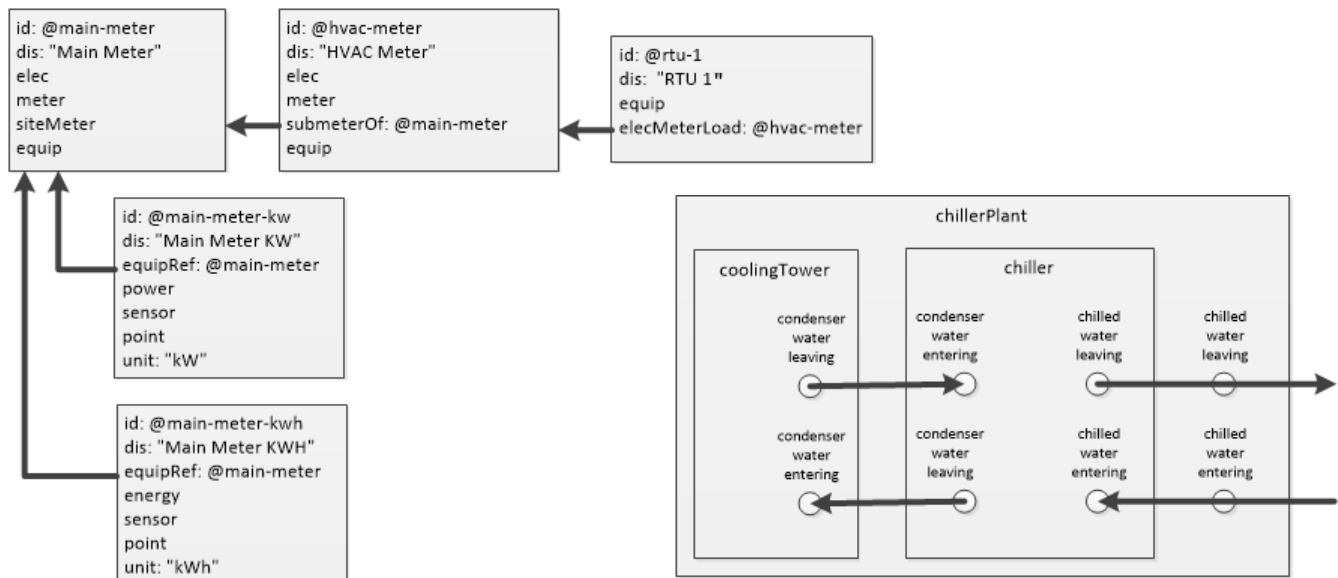 id: @main-meter
dis: "Main Meter"
elec
meter
siteMeter
equip
id: @hvac-meter
dis: "HVAC Meter"
elec
meter
submeterOf: @main-meter
equip
id: @rtu-1
dis: "RTU 1"
equip
elecMeterLoad: @hvac-meter
id: @main-meter-kw
dis: "Main Meter KW"
equipRef: @main-meter
power
sensor
point
unit: "kW"
id: @main-meter-kwh
dis: "Main Meter KWH"
equipRef: @main-meter
energy
sensor
point
unit: "kWh"
chillerPlant
coolingTower
chiller
condenser
water
leaving
condenser
water
entering
chilled
water
leaving
chilled
water
leaving
condenser
water
entering
condenser
water
leaving
chilled
water
entering
chilled
water
entering